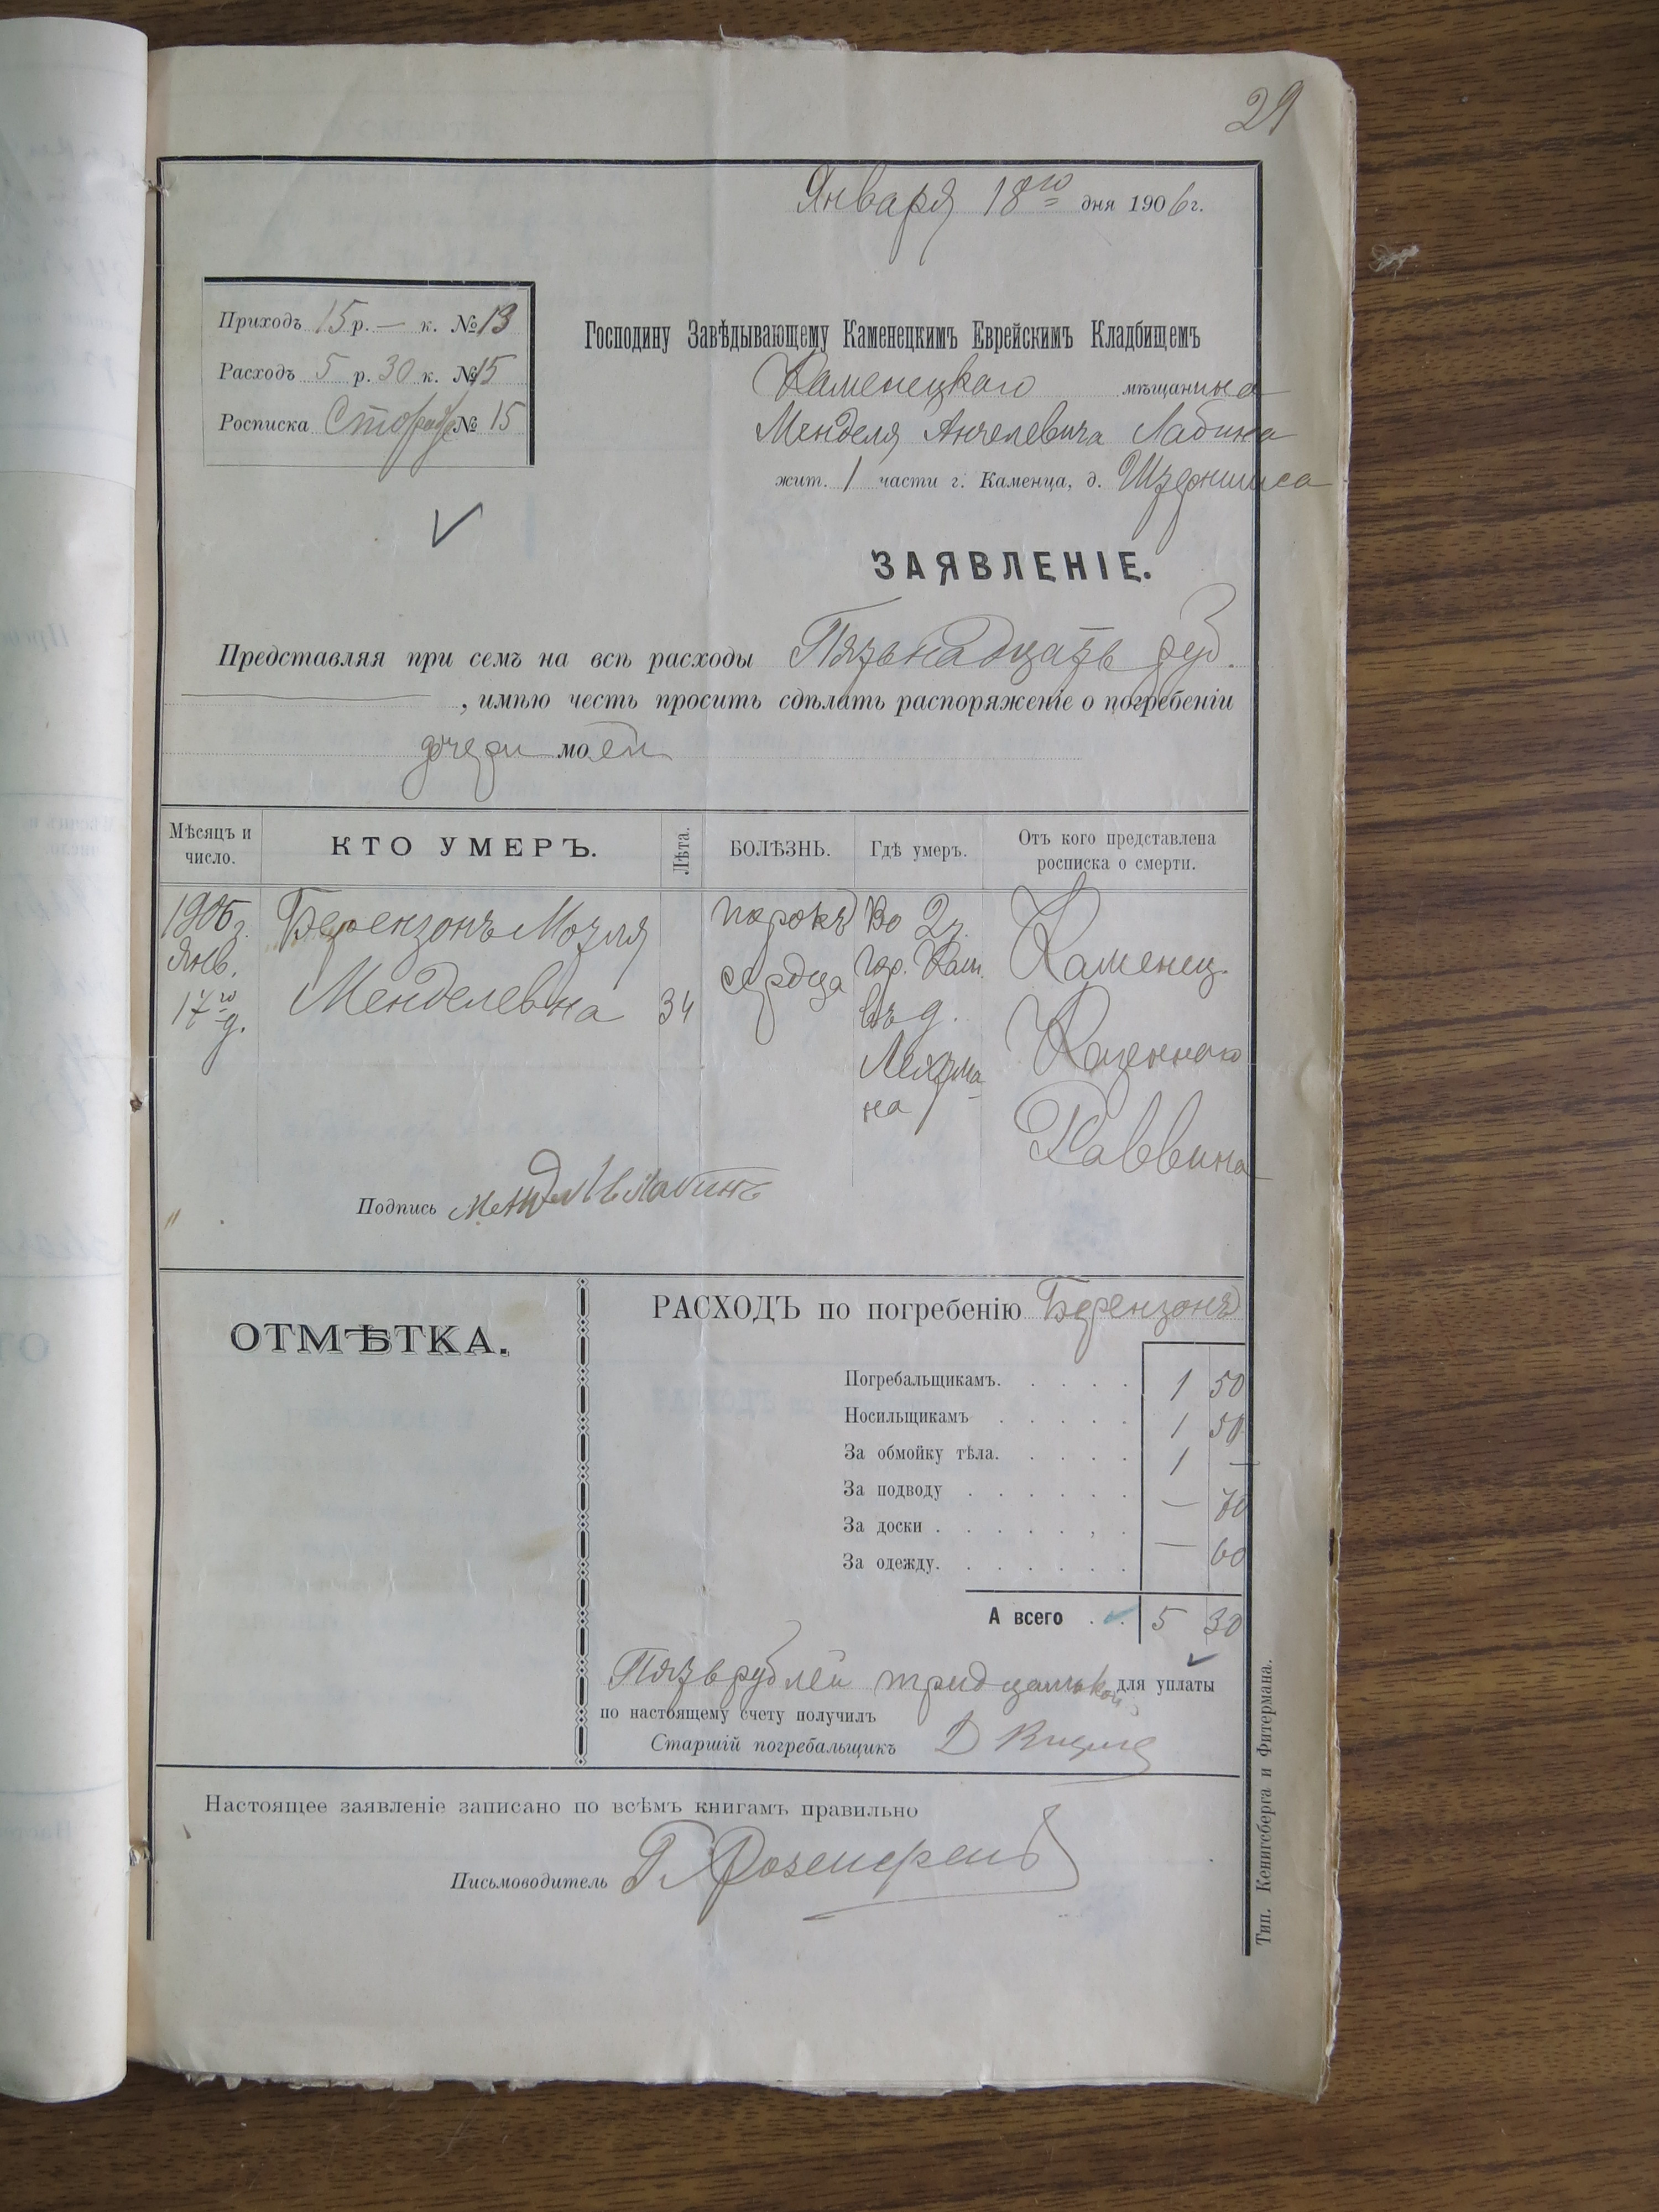 29
Января 18го дня 1906 г.
Приходъ 15 р. — к. № 13
Расходъ 5 р. 30 к. № 15
Росписка № 15
Господину Завѣдывающему Каменецкимъ Еврейскимъ Кладбищемъ
Каменецкаго мѣщанина
Менделя Анчелевича Лабина
жит. 1 части г. Каменца, д.
ЗАЯВЛЕНІЕ.
Представляя при семъ на всѣ расходы Пятьнадцать руб.
, имѣю честь просить сдѣлать распоряженіе о погребеніи
дочери моей
Мѣсяцъ и число.
КТО УМЕРЪ.
Лѣта.
БОЛѢЗНЬ.
Гдѣ умеръ.
Отъ кого представлена росписка о смерти.
1906 г. Янв. 17го д.
Берензонъ
Менделевна
34
порокъ сердца
Во 2 ч. гор. Кам. въ д.
Каменец. Казеннаго Раввина
Подпись
ОТМѢТКА.
РАСХОДЪ по погребенію Берензонъ
Погребальщикамъ. 1 50
Носильщикамъ 1 50
За обмойку тѣла. 1 —
За подводу — 70
За доски
За одежду. — 60
А всего 5 30
Пять рублей тридцать коп. для уплаты
по настоящему счету получилъ
Старшій погребальщикъ
Настоящее заявленіе записано по всѣмъ книгамъ правильно
Письмоводитель Г. Розенфельд
Тип. Кенигсберга и Фитермана.